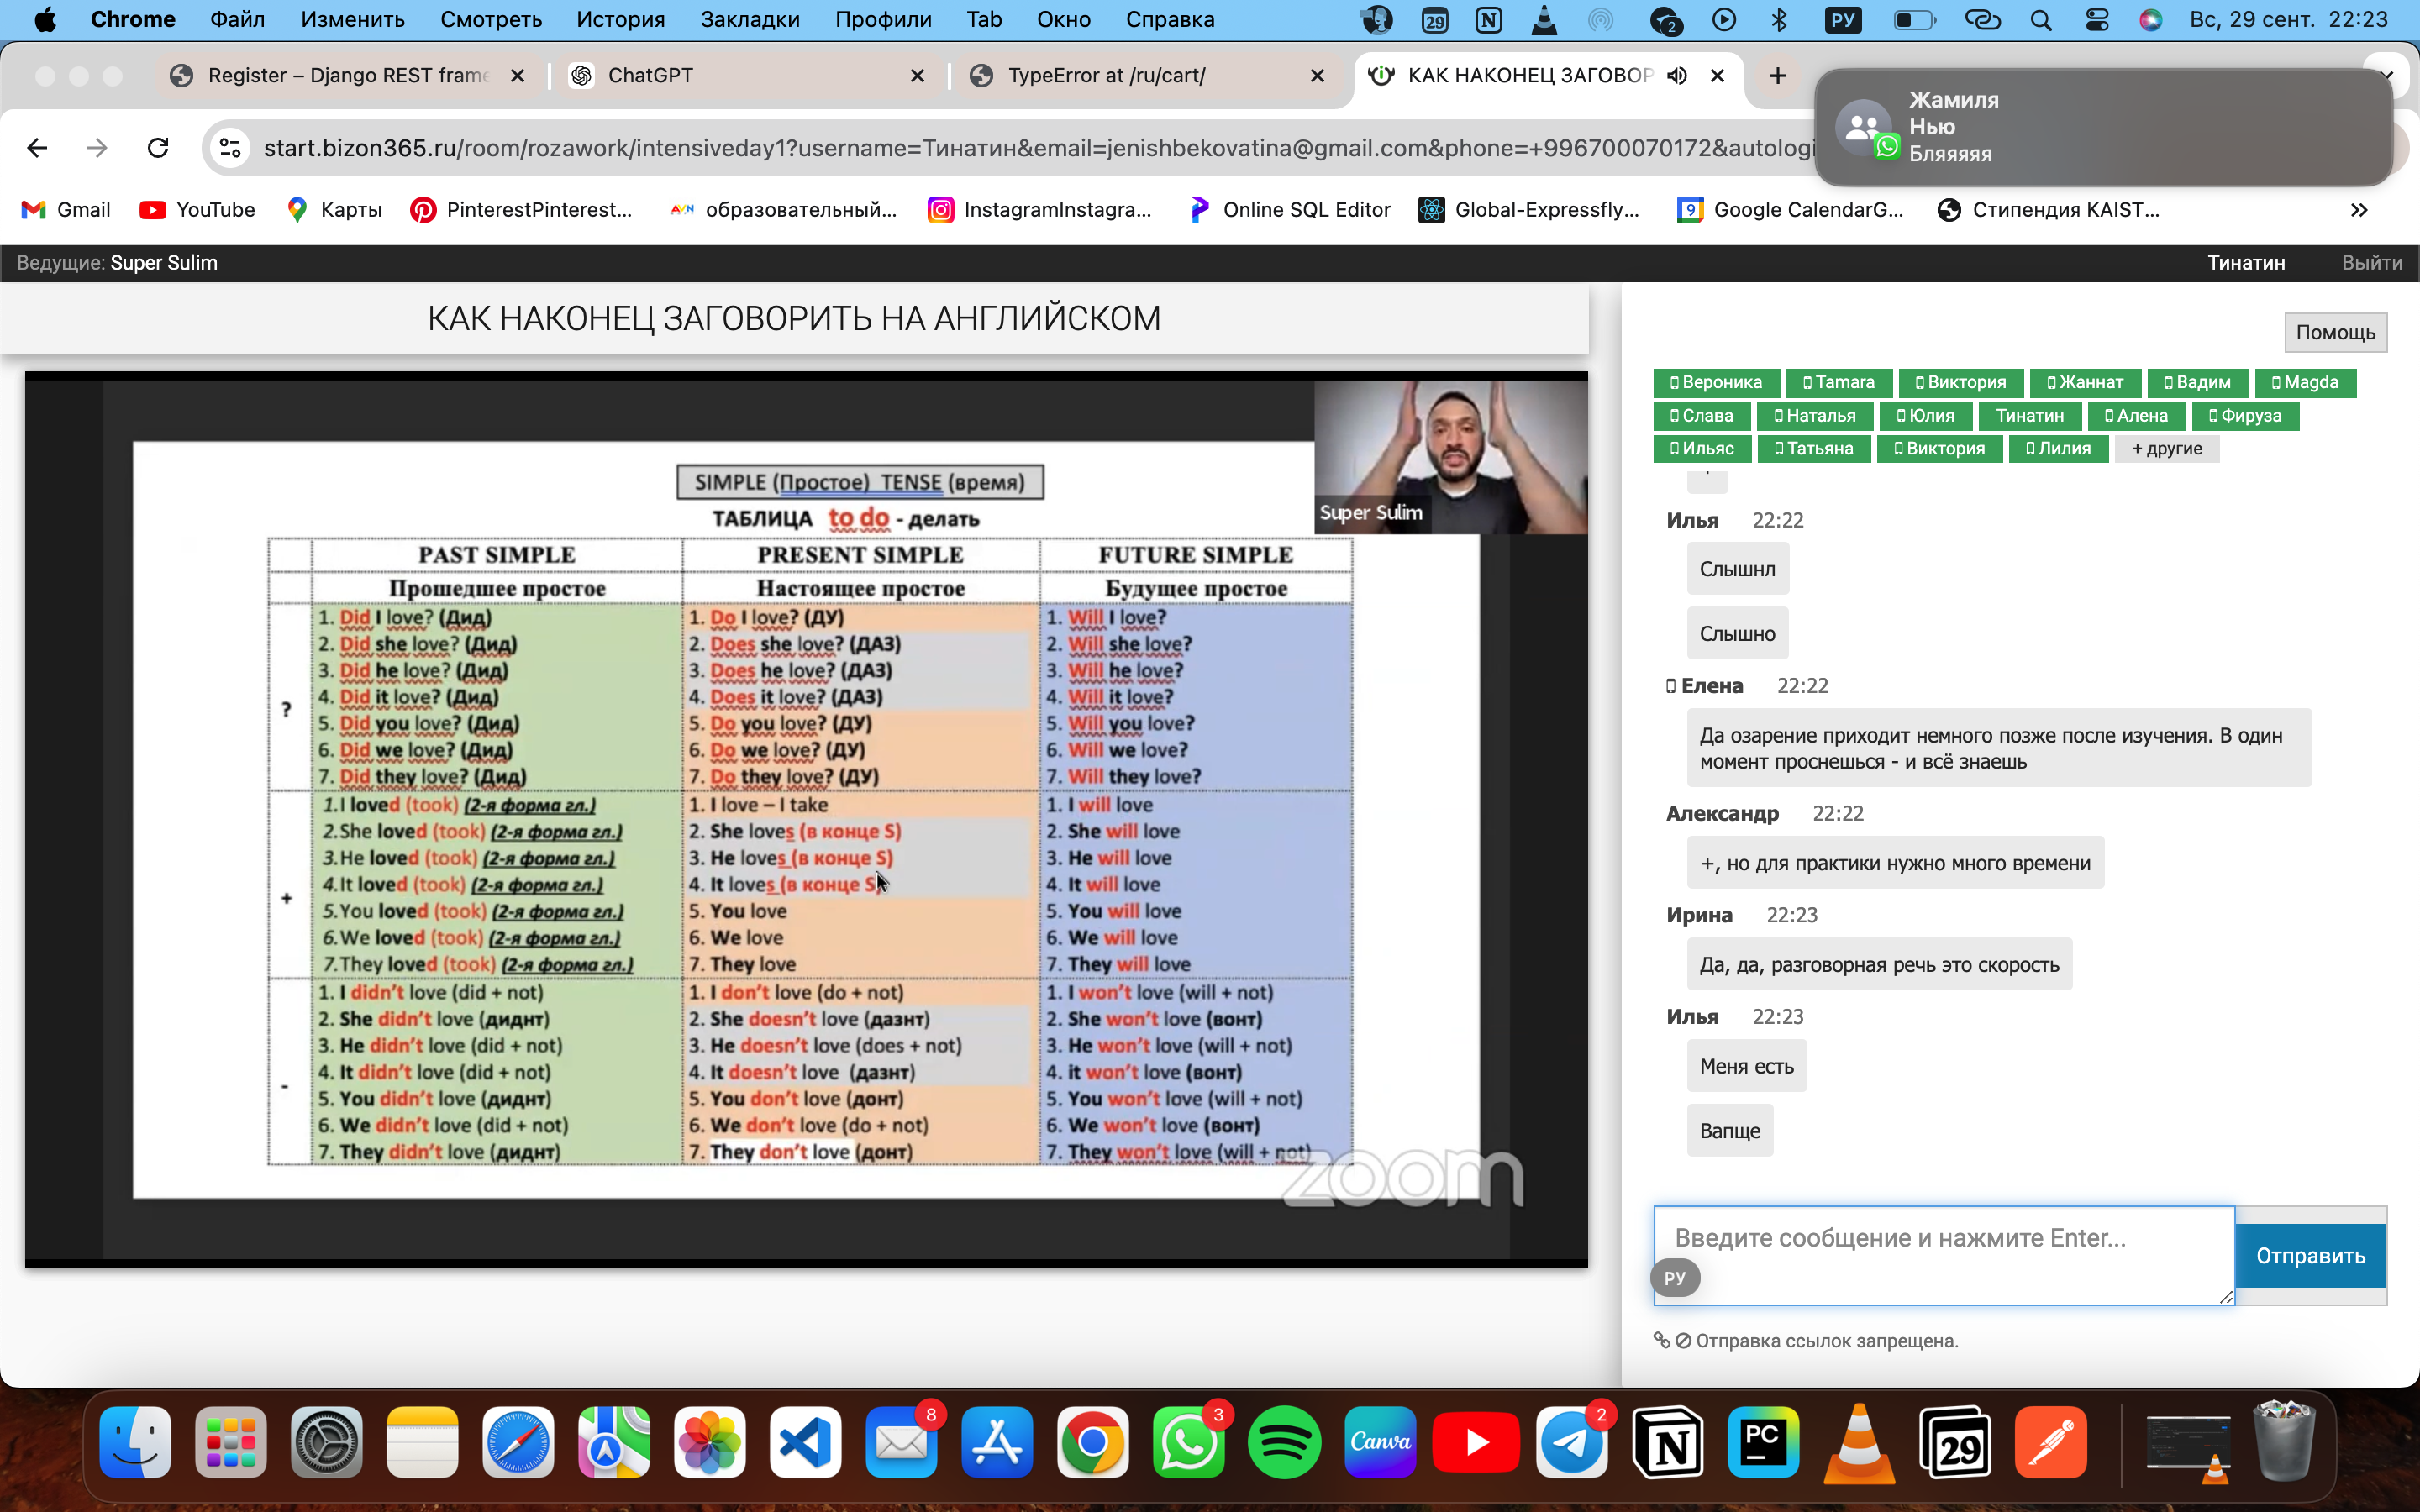 Chrome Файл Изменить Смотреть История Закладки Профили Tab Окно Справка
29 2 РУ Вс, 29 сент. 22:23
Register – Django REST frame
ChatGPT
TypeError at /ru/cart/
КАК НАКОНЕЦ ЗАГОВОР
Жамиля
Нью
Бляяяяя
start.bizon365.ru/room/rozawork/intensiveday1?username=Тинатин&email=jenishbekovatina@gmail.com&phone=+996700070172&autologi
Gmail YouTube Карты PinterestPinterest... образовательный... InstagramInstagra... Online SQL Editor Global-Expressfly... Google CalendarG... Стипендия KAIST...
Ведущие: Super Sulim
Тинатин Выйти
КАК НАКОНЕЦ ЗАГОВОРИТЬ НА АНГЛИЙСКОМ
SIMPLE (Простое) TENSE (время)
ТАБЛИЦА to do - делать
Super Sulim
PAST SIMPLE
Прошедшее простое
?
1. Did I love? (Дид)
2. Did she love? (Дид)
3. Did he love? (Дид)
4. Did it love? (Дид)
5. Did you love? (Дид)
6. Did we love? (Дид)
7. Did they love? (Дид)
+
1.I loved (took) (2-я форма гл.)
2.She loved (took) (2-я форма гл.)
3.He loved (took) (2-я форма гл.)
4.It loved (took) (2-я форма гл.)
5.You loved (took) (2-я форма гл.)
6.We loved (took) (2-я форма гл.)
7.They loved (took) (2-я форма гл.)
-
1. I didn't love (did + not)
2. She didn't love (диднт)
3. He didn't love (did + not)
4. It didn't love (did + not)
5. You didn't love (диднт)
6. We didn't love (did + not)
7. They didn't love (диднт)
PRESENT SIMPLE
Настоящее простое
1. Do I love? (ДУ)
2. Does she love? (ДАЗ)
3. Does he love? (ДАЗ)
4. Does it love? (ДАЗ)
5. Do you love? (ДУ)
6. Do we love? (ДУ)
7. Do they love? (ДУ)
1. I love – I take
2. She loves (в конце S)
3. He loves (в конце S)
4. It loves (в конце S)
5. You love
6. We love
7. They love
1. I don't love (do + not)
2. She doesn't love (дазнт)
3. He doesn't love (does + not)
4. It doesn't love (дазнт)
5. You don't love (донт)
6. We don't love (do + not)
7. They don't love (донт)
FUTURE SIMPLE
Будущее простое
1. Will I love?
2. Will she love?
3. Will he love?
4. Will it love?
5. Will you love?
6. Will we love?
7. Will they love?
1. I will love
2. She will love
3. He will love
4. It will love
5. You will love
6. We will love
7. They will love
1. I won't love (will + not)
2. She won't love (вонт)
3. He won't love (will + not)
4. it won't love (вонт)
5. You won't love (will + not)
6. We won't love (вонт)
7. They won't love (will + not)
zoom
Помощь
Вероника Tamara Виктория Жаннат Вадим Magda
Слава Наталья Юлия Тинатин Алена Фируза
Ильяс Татьяна Виктория Лилия + другие
Илья 22:22
Слышнл
Слышно
Елена 22:22
Да озарение приходит немного позже после изучения. В один
момент проснешься - и всё знаешь
Александр 22:22
+, но для практики нужно много времени
Ирина 22:23
Да, да, разговорная речь это скорость
Илья 22:23
Меня есть
Вапще
Введите сообщение и нажмите Enter...
РУ
Отправить
Отправка ссылок запрещена.
8 3 Canva 2 PC 29